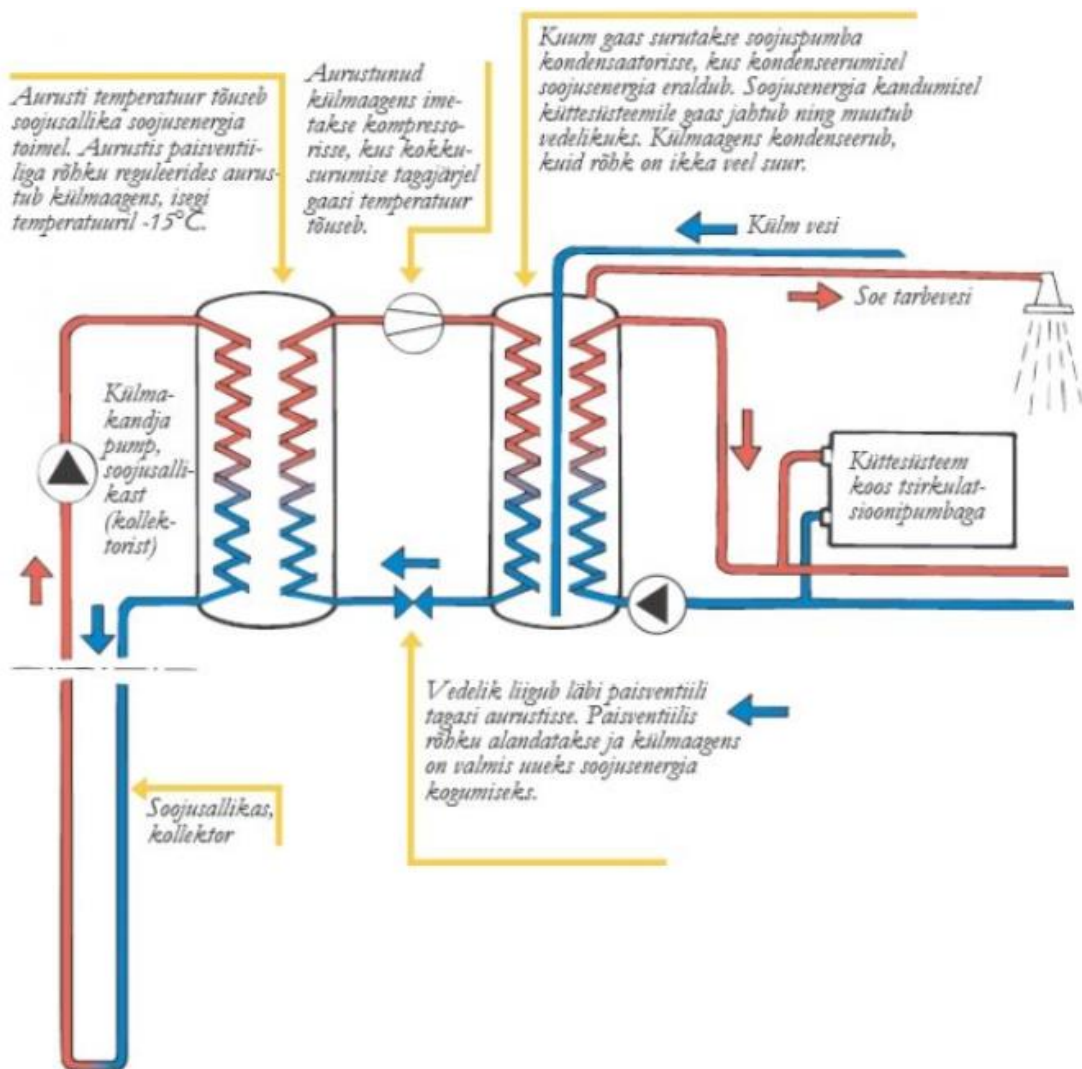 Aurusti temperatuur tõuseb
soojusallika soojusenergia
toimel. Aurustis paisventii-
liga rõhku reguleerides aurus-
tub külmaagens, isegi
temperatuuril -15°C.
Aurustunud
külmaagens ime-
takse kompresso-
risse, kus kokku-
surumise tagajärjel
gaasi temperatuur
tõuseb.
Kuum gaas surutakse soojuspumba
kondensaatorisse, kus kondenseerumisel
soojusenergia eraldub. Soojusenergia kandumisel
küttesüsteemile gaas jahtub ning muutub
vedelikuks. Külmaagens kondenseerub,
kuid rõhk on ikka veel suur.
Külm vesi
Soe tarbevesi
Külma-
kandja
pump,
soojusalli-
kast
(kollek-
torist)
Küttesüsteem
koos tsirkulat-
sioonipumbaga
Vedelik liigub läbi paisventiili
tagasi aurustisse. Paisventiilis
rõhku alandatakse ja külmaagens
on valmis uueks soojusenergia
kogumiseks.
Soojusallikas,
kollektor